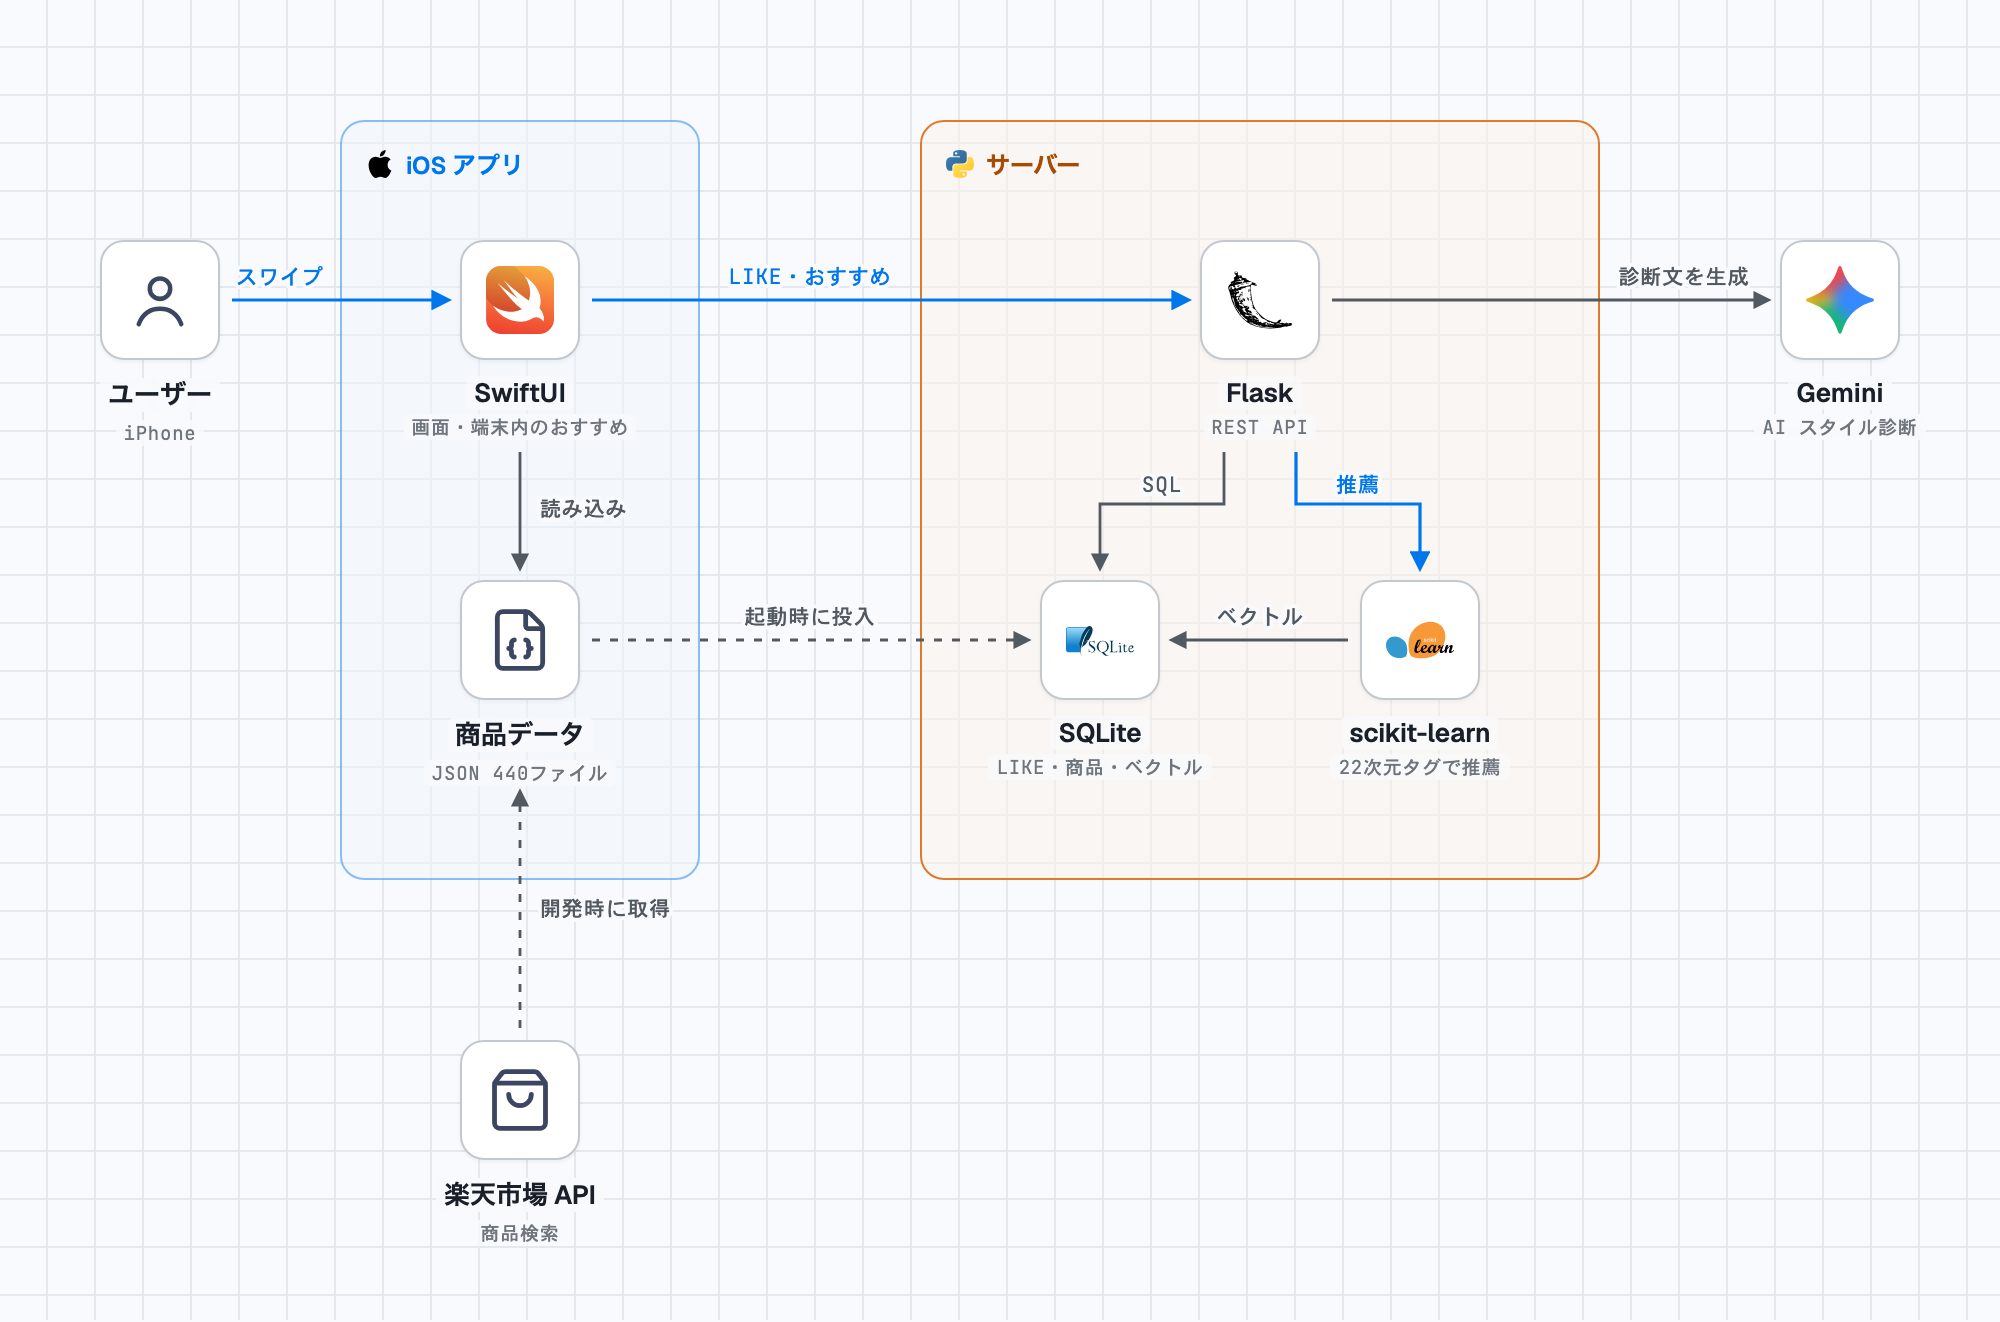 iOS アプリ
サーバー
スワイプ
LIKE・おすすめ
診断文を生成
ユーザー
iPhone
SwiftUI
画面・端末内のおすすめ
Flask
REST API
Gemini
AI スタイル診断
読み込み
SQL
推薦
起動時に投入
ベクトル
SQLite
scikit
learn
商品データ
JSON 440ファイル
SQLite
LIKE・商品・ベクトル
scikit-learn
22次元タグで推薦
開発時に取得
楽天市場 API
商品検索